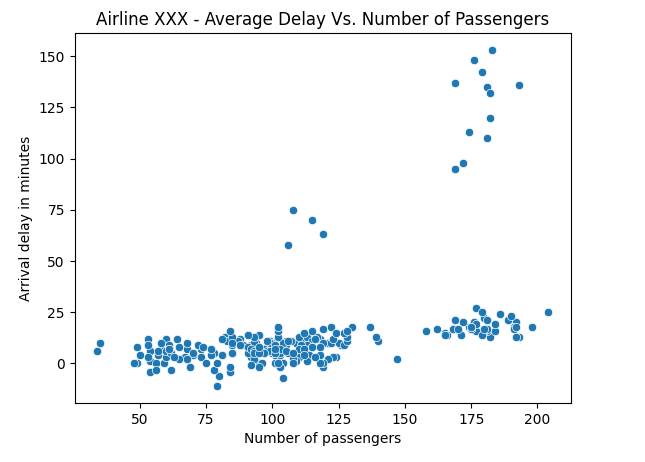 Airline XXX - Average Delay Vs. Number of Passengers
150
125
100
75
50
25
0
Arrival delay in minutes
50 75 100 125 150 175 200
Number of passengers